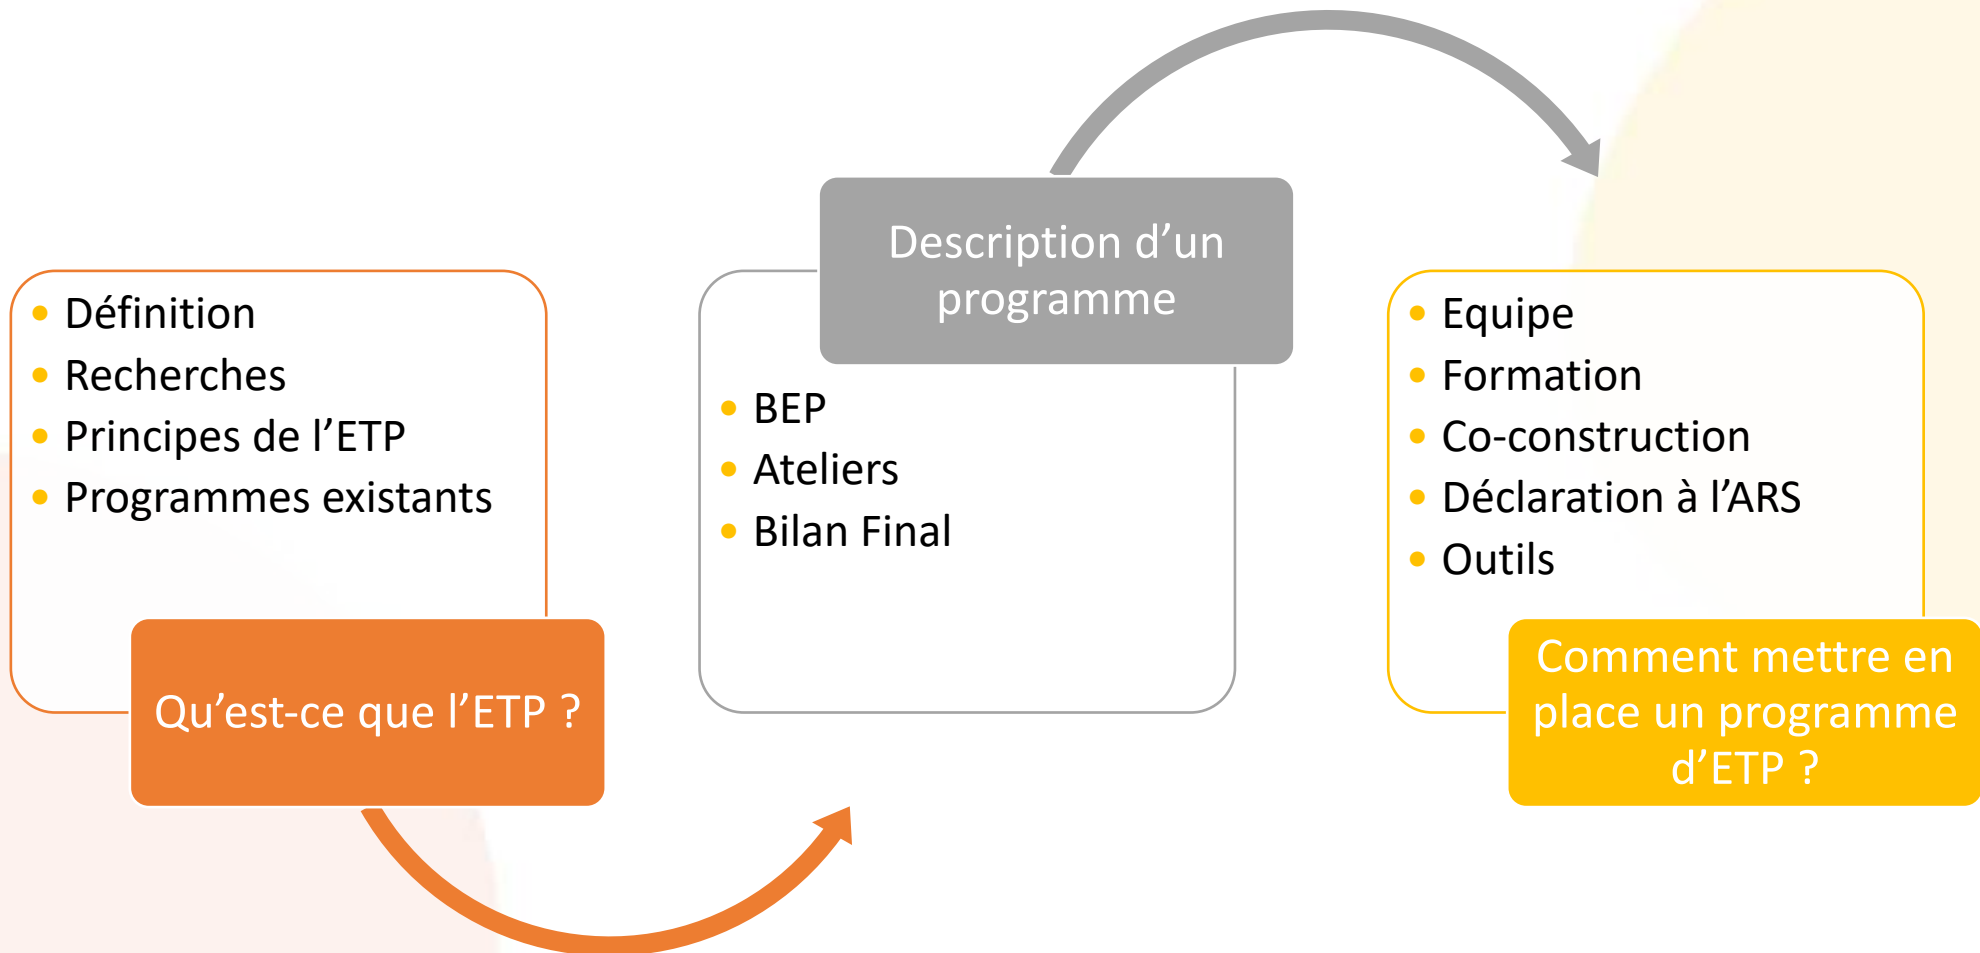 Définition
Recherches
Principes de l’ETP
Programmes existants
Qu’est-ce que l’ETP ?
Description d’un
programme
BEP
Ateliers
Bilan Final
Equipe
Formation
Co-construction
Déclaration à l’ARS
Outils
Comment mettre en
place un programme
d’ETP ?